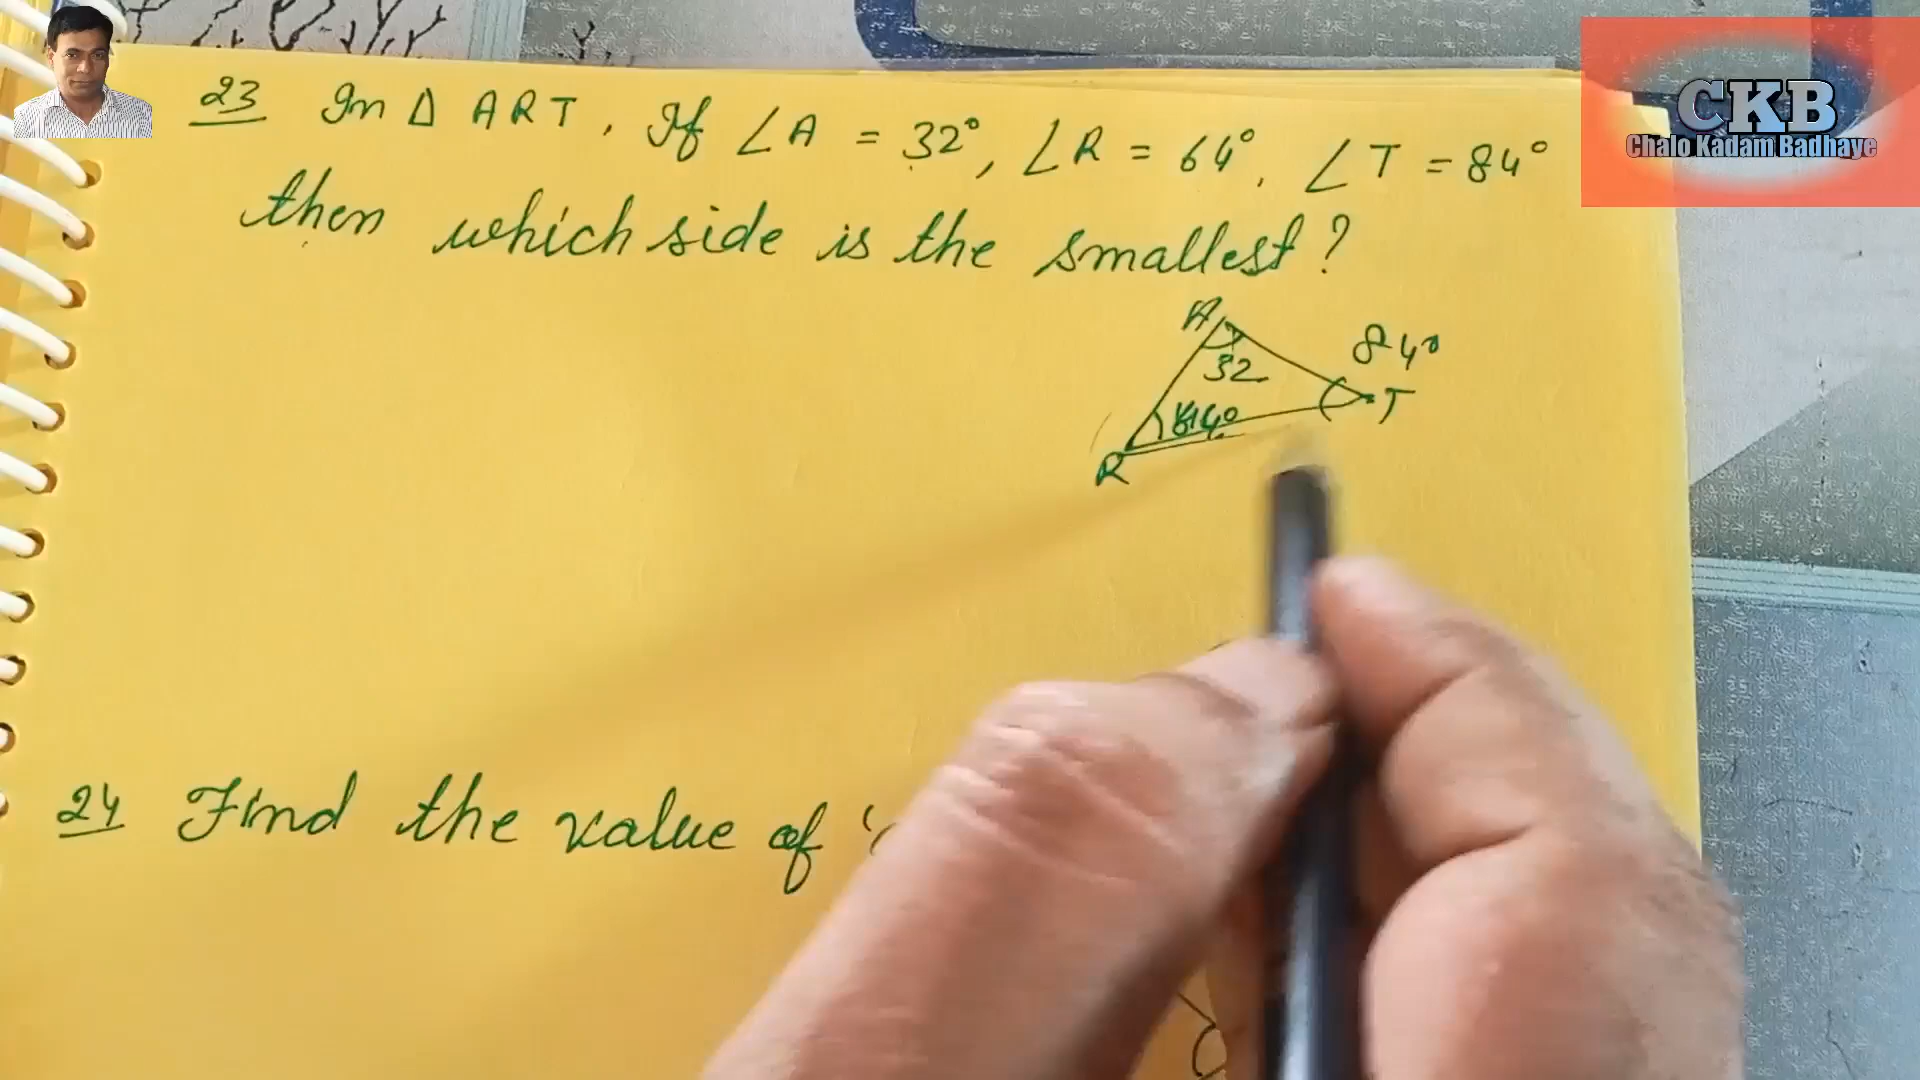 23 In Δ ART, If ∠A = 32°, ∠R = 64°, ∠T = 84°
then which side is the smallest?
A
32
84°
64°
T
R
24 Find the value of
CKB
Chalo Kadam Badhaye